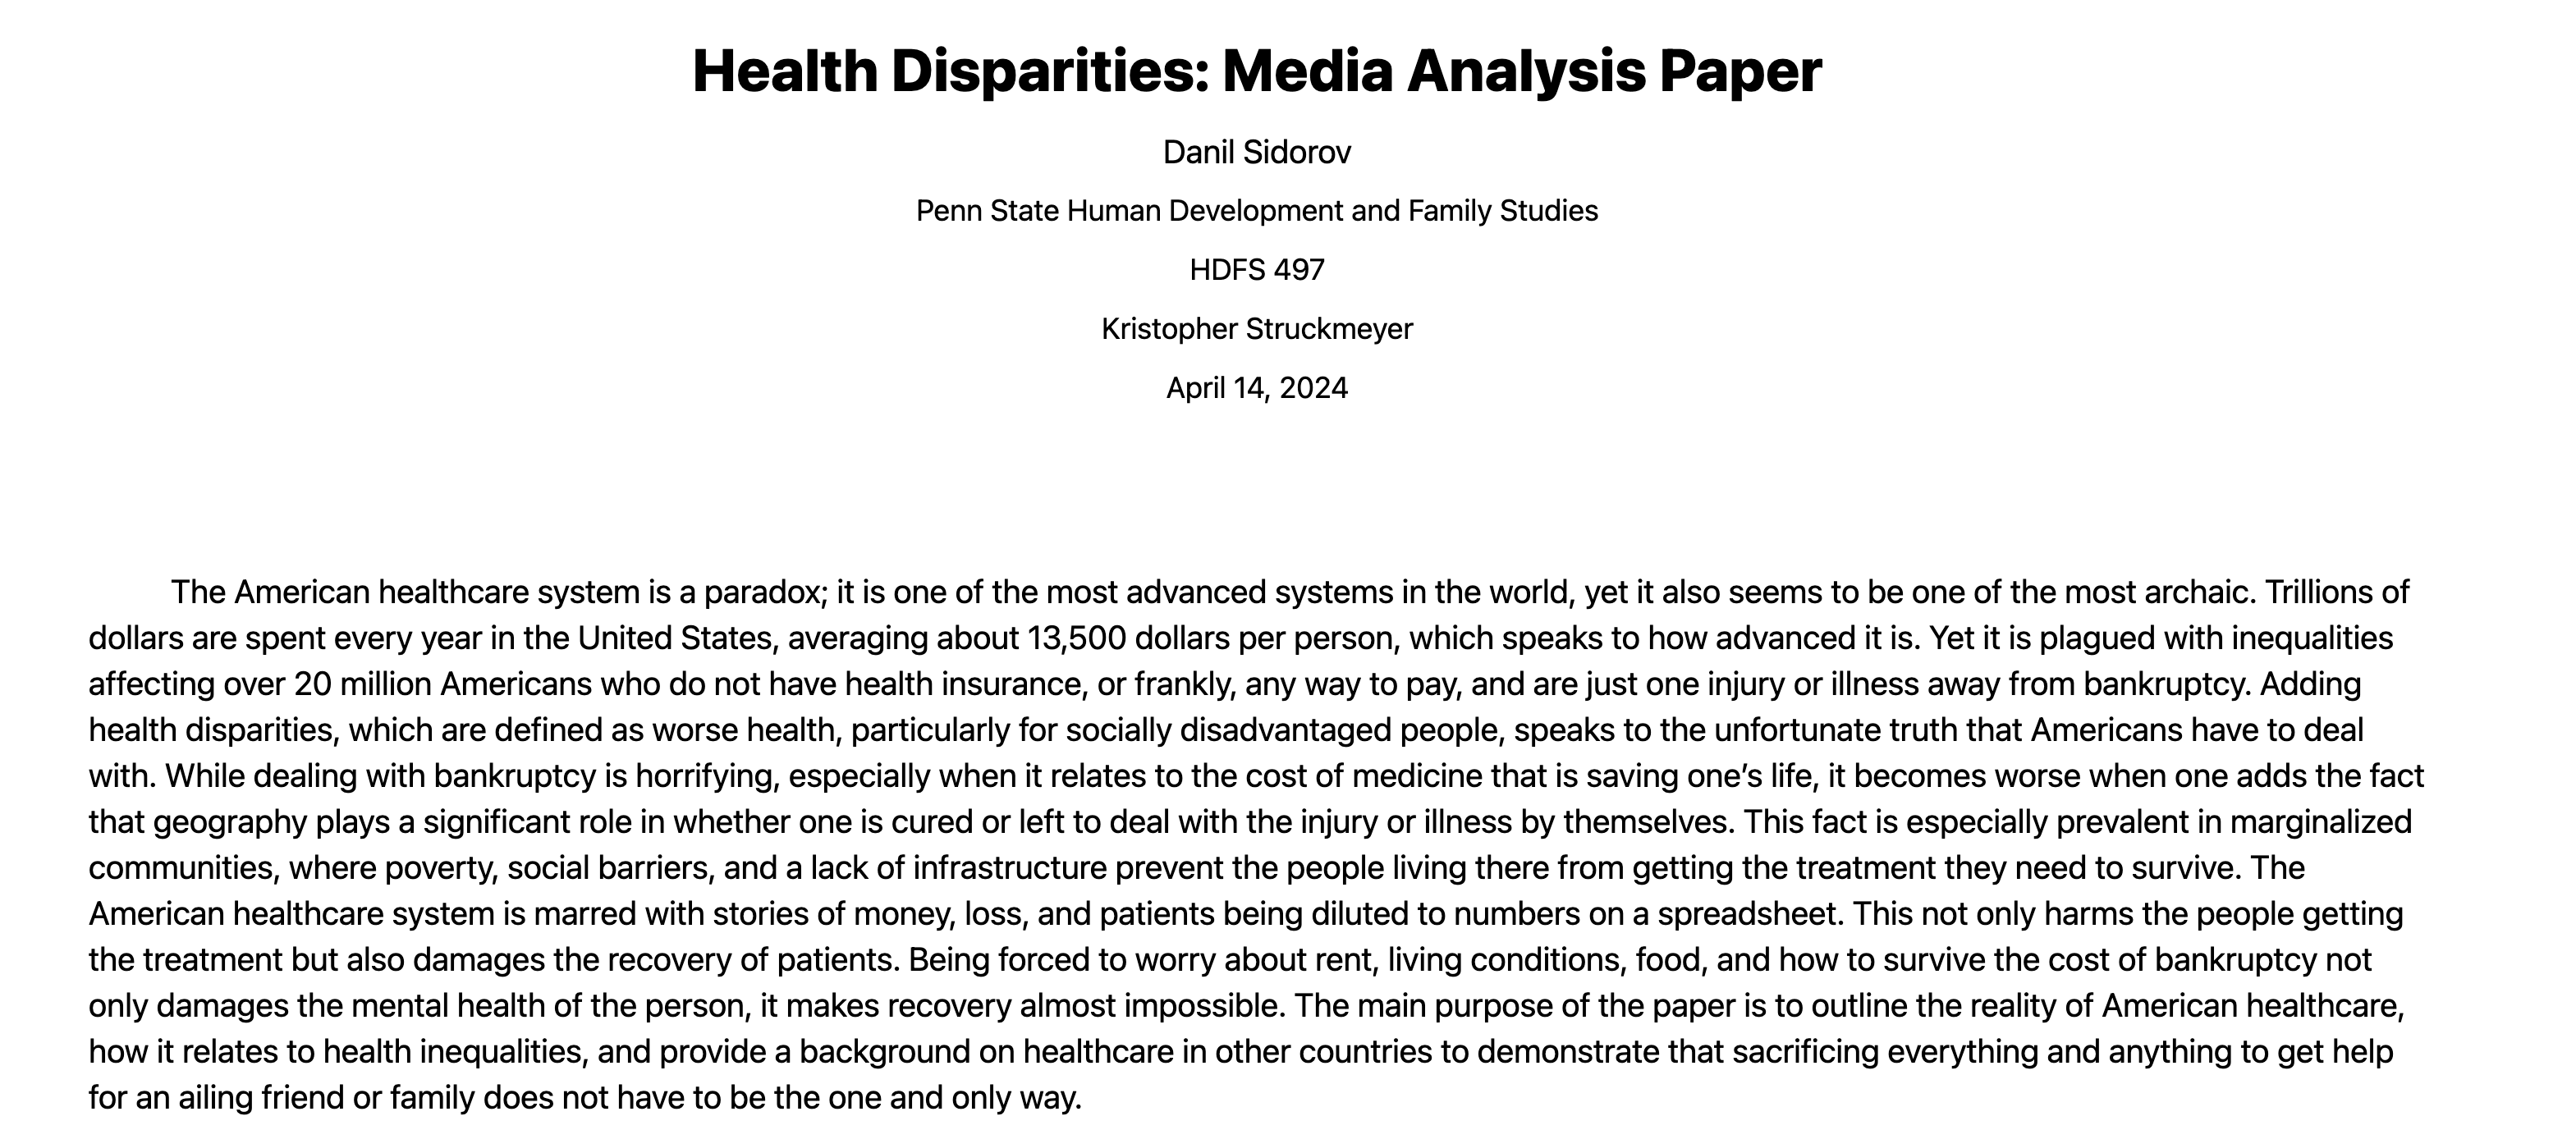 Health Disparities: Media Analysis Paper
Danil Sidorov
Penn State Human Development and Family Studies
HDFS 497
Kristopher Struckmeyer
April 14, 2024
The American healthcare system is a paradox; it is one of the most advanced systems in the world, yet it also seems to be one of the most archaic. Trillions of
dollars are spent every year in the United States, averaging about 13,500 dollars per person, which speaks to how advanced it is. Yet it is plagued with inequalities
affecting over 20 million Americans who do not have health insurance, or frankly, any way to pay, and are just one injury or illness away from bankruptcy. Adding
health disparities, which are defined as worse health, particularly for socially disadvantaged people, speaks to the unfortunate truth that Americans have to deal
with. While dealing with bankruptcy is horrifying, especially when it relates to the cost of medicine that is saving one’s life, it becomes worse when one adds the fact
that geography plays a significant role in whether one is cured or left to deal with the injury or illness by themselves. This fact is especially prevalent in marginalized
communities, where poverty, social barriers, and a lack of infrastructure prevent the people living there from getting the treatment they need to survive. The
American healthcare system is marred with stories of money, loss, and patients being diluted to numbers on a spreadsheet. This not only harms the people getting
the treatment but also damages the recovery of patients. Being forced to worry about rent, living conditions, food, and how to survive the cost of bankruptcy not
only damages the mental health of the person, it makes recovery almost impossible. The main purpose of the paper is to outline the reality of American healthcare,
how it relates to health inequalities, and provide a background on healthcare in other countries to demonstrate that sacrificing everything and anything to get help
for an ailing friend or family does not have to be the one and only way.